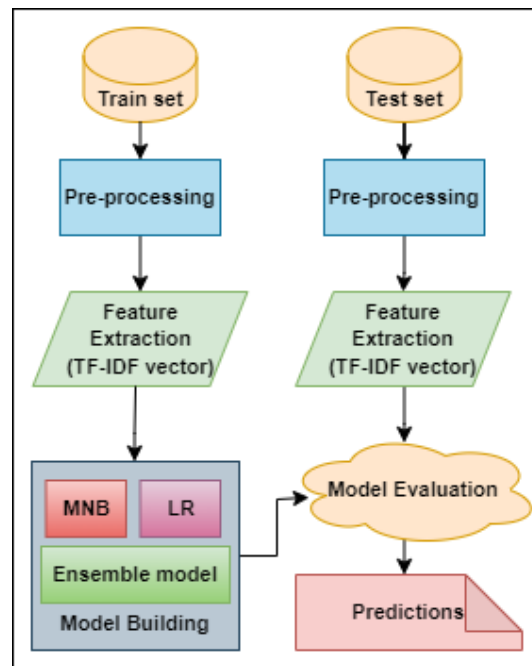 Train set
Test set
Pre-processing
Pre-processing
Feature
Extraction
(TF-IDF vector)
Feature
Extraction
(TF-IDF vector)
MNB
LR
Ensemble model
Model Building
Model Evaluation
Predictions